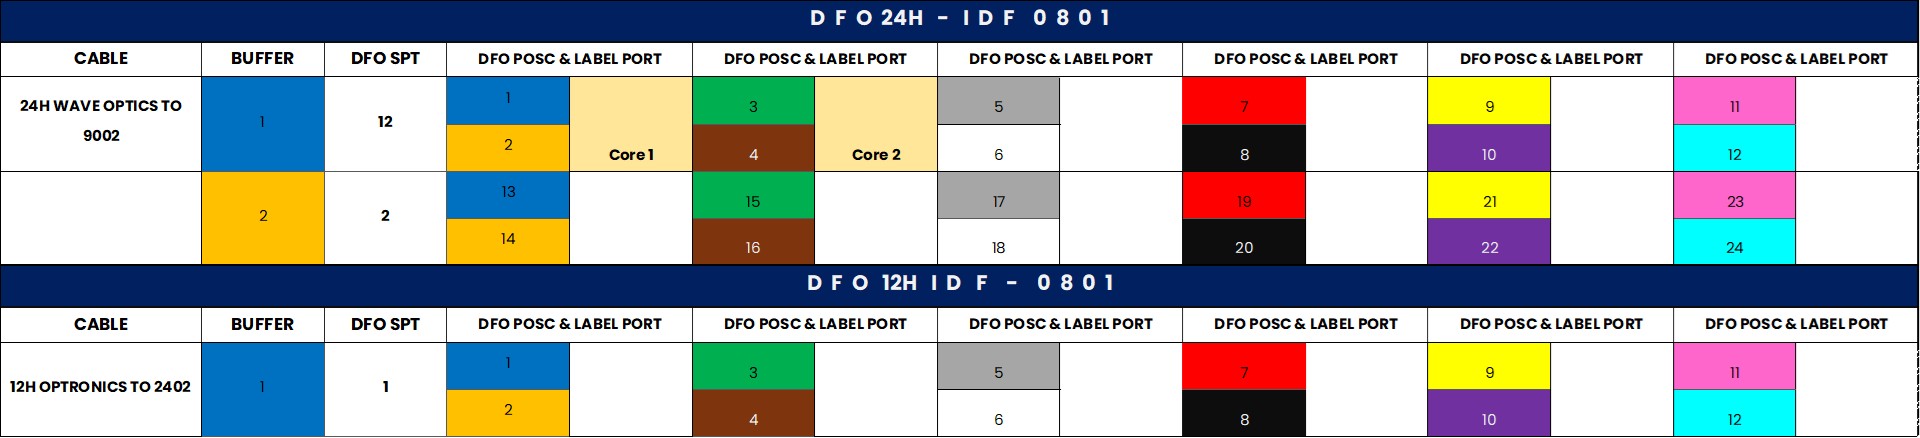 DFO 24H - IDF 0801
CABLE BUFFER DFO SPT DFO POSC & LABEL PORT DFO POSC & LABEL PORT DFO POSC & LABEL PORT DFO POSC & LABEL PORT DFO POSC & LABEL PORT DFO POSC & LABEL PORT
24H WAVE OPTICS TO
9002
1 12 1 3 5 7 9 11
2 Core 1 4 Core 2 6 8 10 12
2 2 13 15 17 19 21 23
14 16 18 20 22 24
DFO 12H IDF - 0801
CABLE BUFFER DFO SPT DFO POSC & LABEL PORT DFO POSC & LABEL PORT DFO POSC & LABEL PORT DFO POSC & LABEL PORT DFO POSC & LABEL PORT DFO POSC & LABEL PORT
12H OPTRONICS TO 2402 1 1 1 3 5 7 9 11
2 4 6 8 10 12